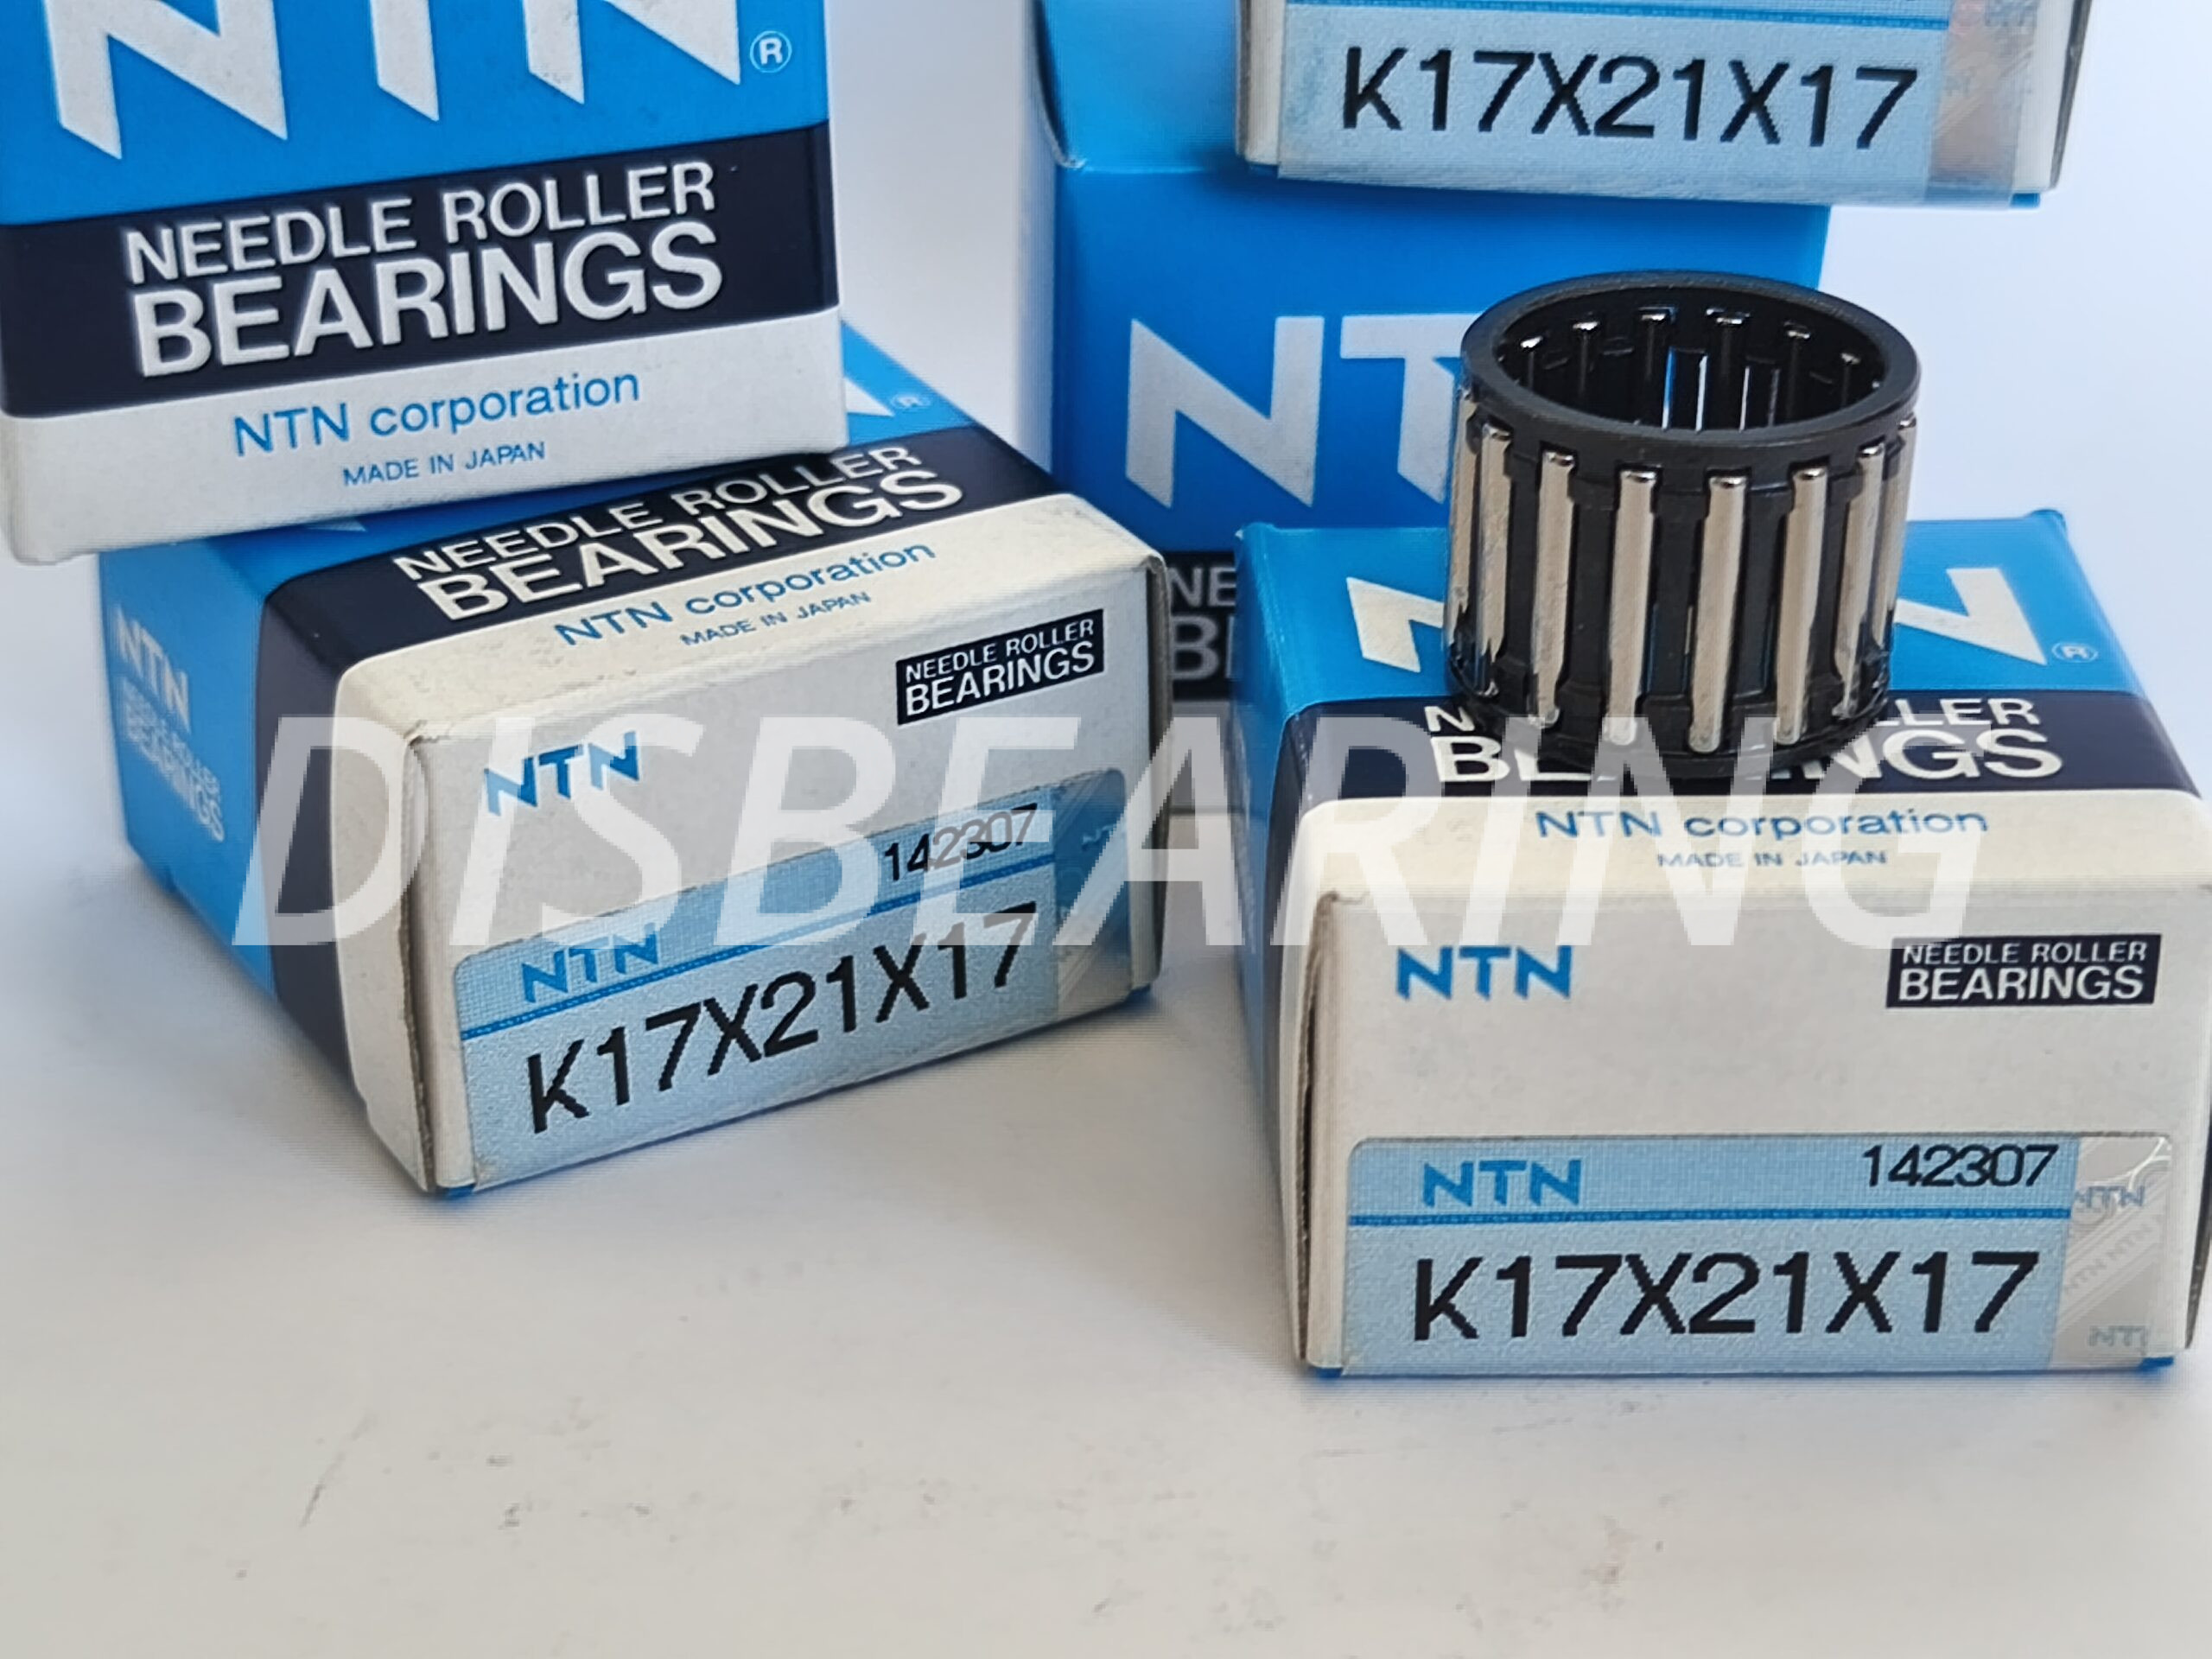 NTN®
NEEDLE ROLLER
BEARINGS
NTN corporation
MADE IN JAPAN
K17X21X17
NTN
®
NEEDLE ROLLER
BEARINGS
NTN corporation
MADE IN JAPAN
NEEDLE ROLLER
BEARINGS
NTN
NTN
BEARINGS
NTN 142307
K17X21X17
®
BEARINGS
NTN corporation
MADE IN JAPAN
NTN
NEEDLE ROLLER
BEARINGS
NTN 142307
NTN
K17X21X17
DISBEARING